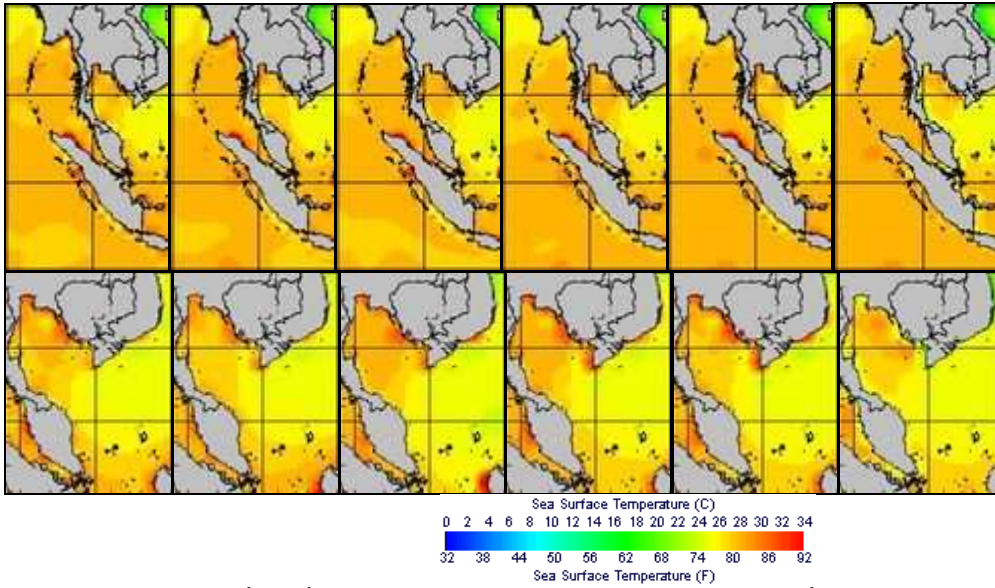 Sea Surface Temperature (C)
0 2 4 6 8 10 12 14 16 18 20 22 24 26 28 30 32 34
32 38 44 50 56 62 68 74 80 86 92
Sea Surface Temperature (F)